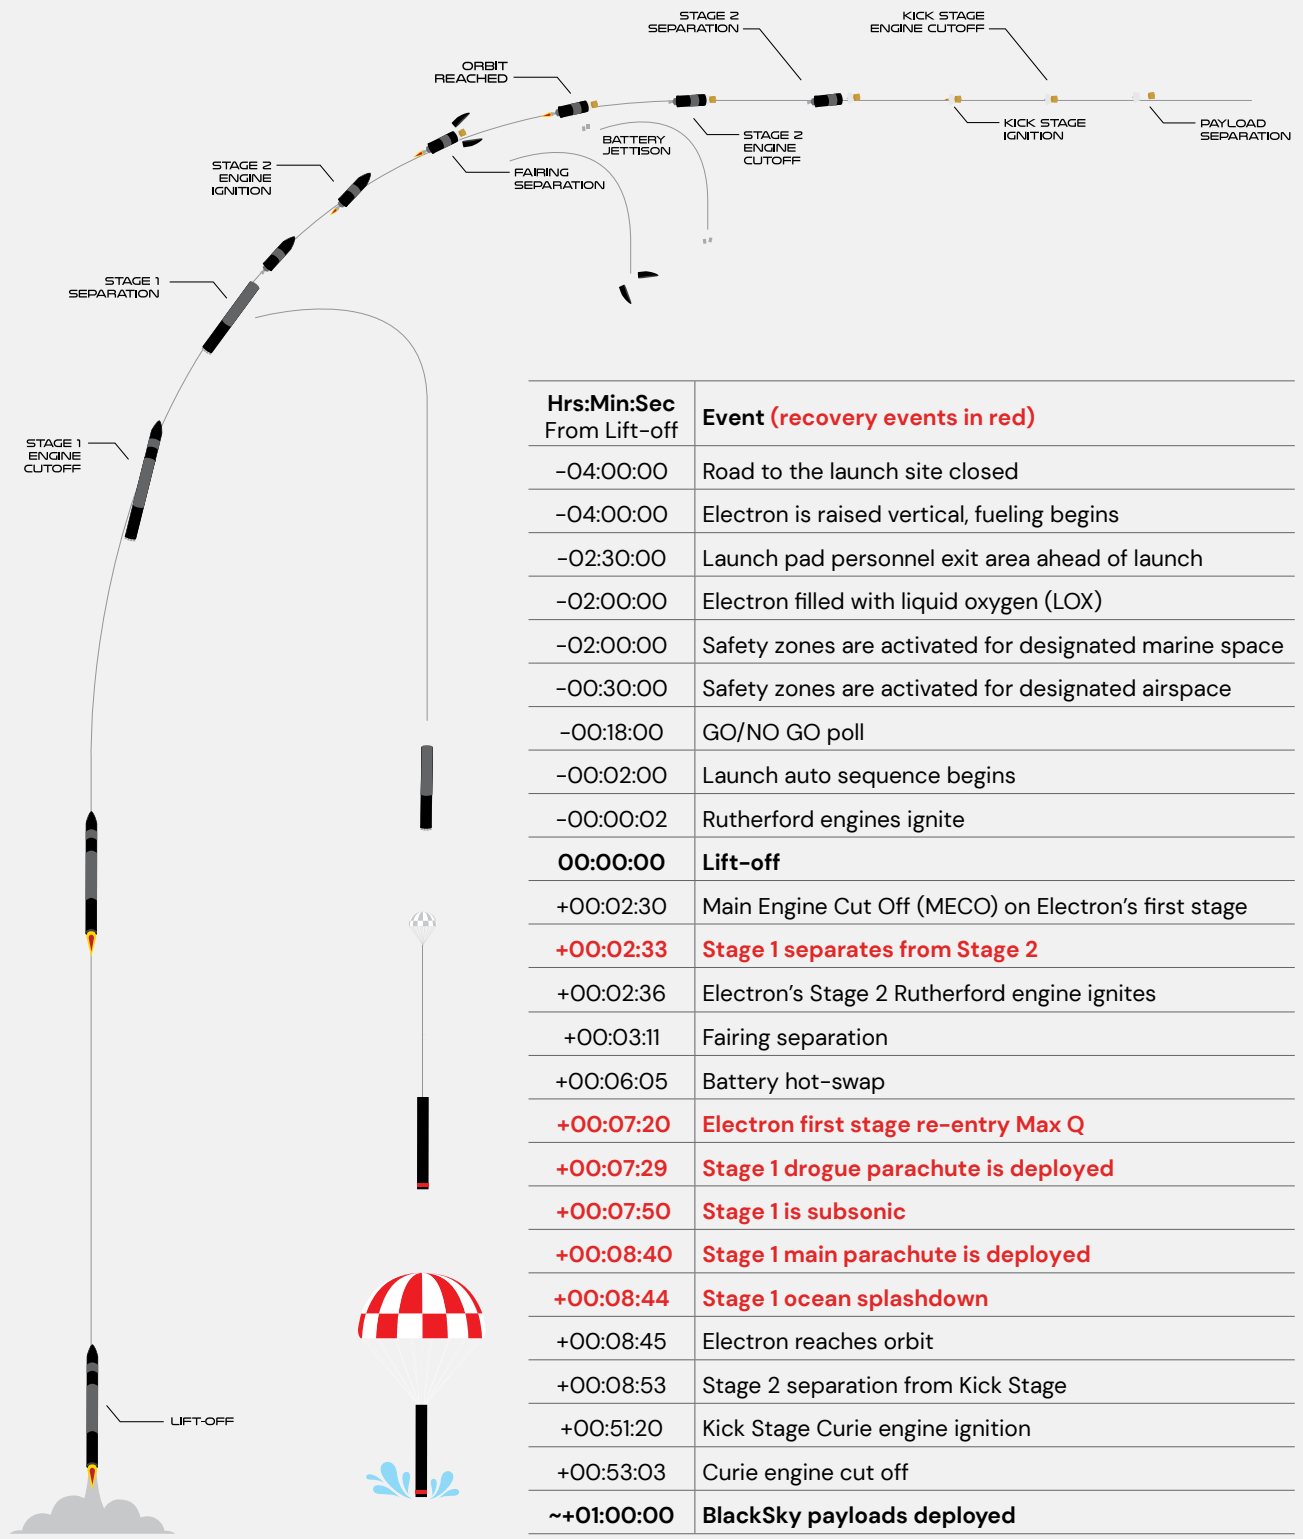 STAGE 2
SEPARATION
KICK STAGE
ENGINE CUTOFF
ORBIT
REACHED
BATTERY
JETTISON
STAGE 2
ENGINE
CUTOFF
KICK STAGE
IGNITION
PAYLOAD
SEPARATION
STAGE 2
ENGINE
IGNITION
FAIRING
SEPARATION
STAGE 1
SEPARATION
STAGE 1
ENGINE
CUTOFF
LIFT-OFF
Hrs:Min:Sec
From Lift-off
Event (recovery events in red)
-04:00:00 Road to the launch site closed
-04:00:00 Electron is raised vertical, fueling begins
-02:30:00 Launch pad personnel exit area ahead of launch
-02:00:00 Electron filled with liquid oxygen (LOX)
-02:00:00 Safety zones are activated for designated marine space
-00:30:00 Safety zones are activated for designated airspace
-00:18:00 GO/NO GO poll
-00:02:00 Launch auto sequence begins
-00:00:02 Rutherford engines ignite
00:00:00 Lift-off
+00:02:30 Main Engine Cut Off (MECO) on Electron's first stage
+00:02:33 Stage 1 separates from Stage 2
+00:02:36 Electron's Stage 2 Rutherford engine ignites
+00:03:11 Fairing separation
+00:06:05 Battery hot-swap
+00:07:20 Electron first stage re-entry Max Q
+00:07:29 Stage 1 drogue parachute is deployed
+00:07:50 Stage 1 is subsonic
+00:08:40 Stage 1 main parachute is deployed
+00:08:44 Stage 1 ocean splashdown
+00:08:45 Electron reaches orbit
+00:08:53 Stage 2 separation from Kick Stage
+00:51:20 Kick Stage Curie engine ignition
+00:53:03 Curie engine cut off
~+01:00:00 BlackSky payloads deployed